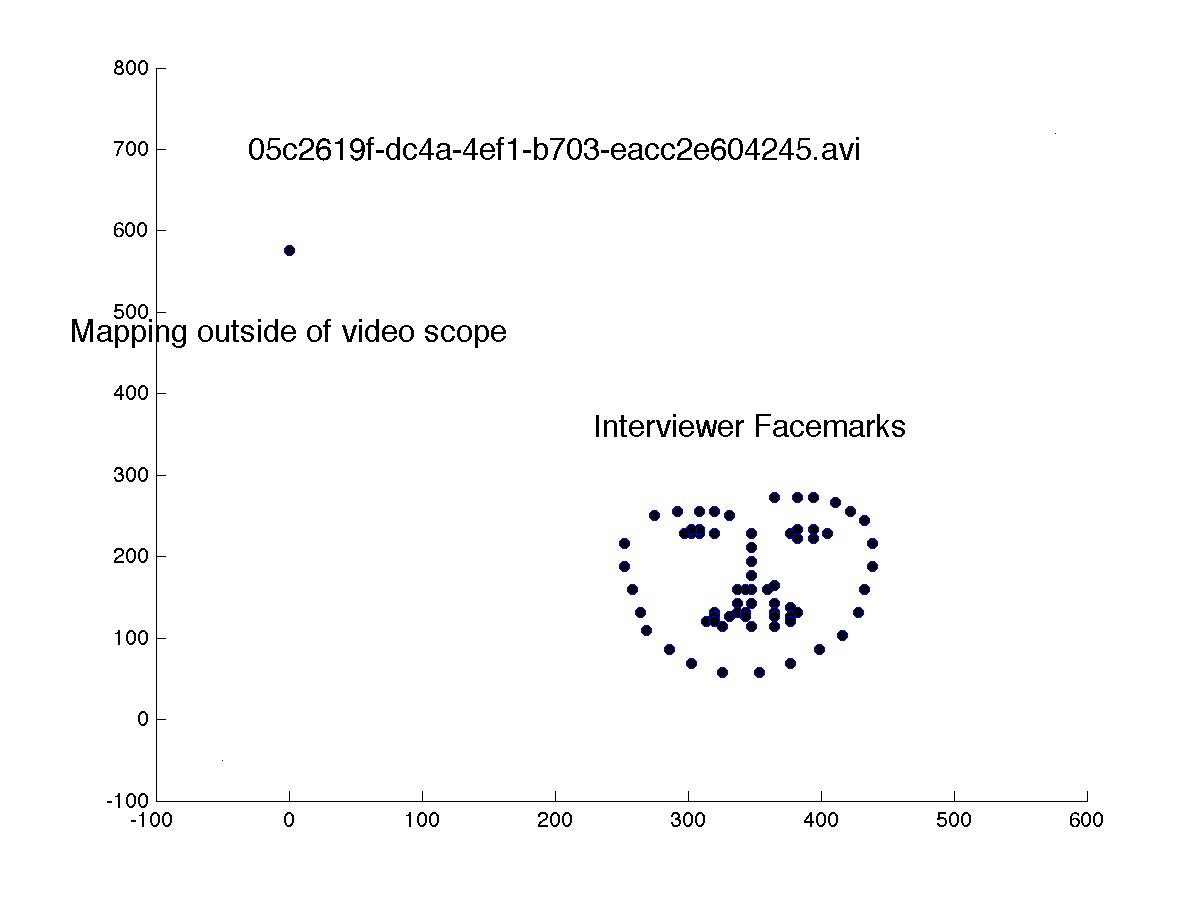 800
700
05c2619f-dc4a-4ef1-b703-eacc2e604245.avi
600
500
Mapping outside of video scope
400
Interviewer Facemarks
300
200
100
0
-100
-100 0 100 200 300 400 500 600